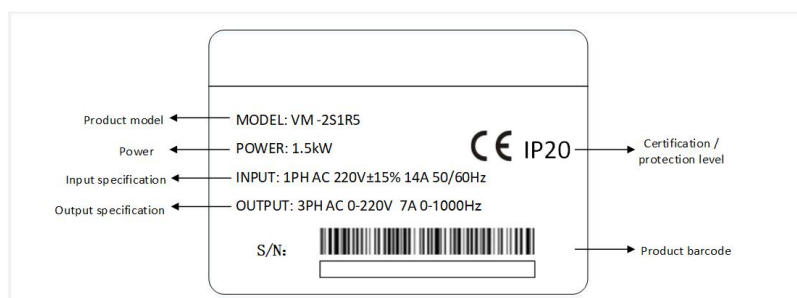 Product model
MODEL: VM -2S1R5
Power
POWER: 1.5kW
CE IP20
Certification /
protection level
Input specification
INPUT: 1PH AC 220V±15% 14A 50/60Hz
Output specification
OUTPUT: 3PH AC 0-220V 7A 0-1000Hz
S/N:
Product barcode